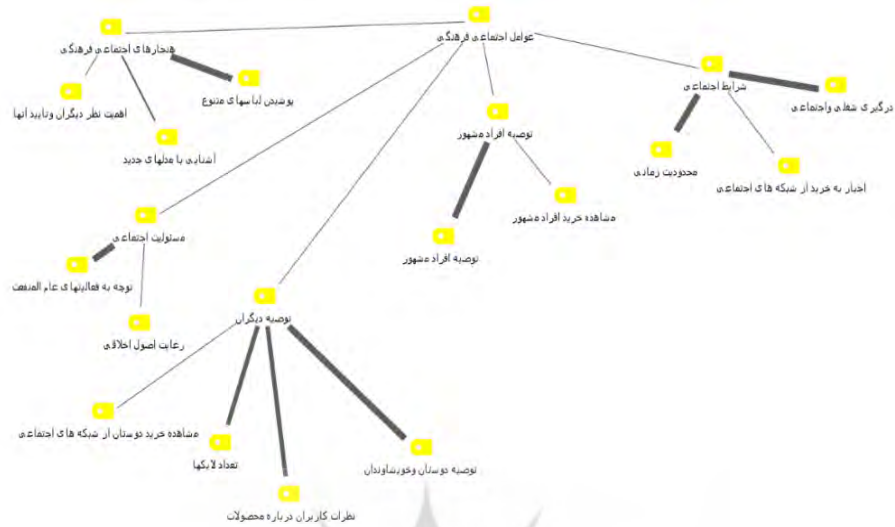 عوامل اجتماعی فرهنگی
هنجارهای اجتماعی فرهنگی
پوشیدن لباسهای متنوع
اهمیت نظر دیگران وتایید آنها
آشنایی با مدلهای جدید
شرایط اجتماعی
درگیری شغلی واجتماعی
محدودیت زمانی
اجبار به خرید از شبکه های اجتماعی
توصیه افراد مشهور
مشاهده خرید افراد مشهور
توصیه افراد مشهور
مسئولیت اجتماعی
توجه به فعالیتهای عام المنفعت
رعایت اصول اخلاقی
توصیه دیگران
مشاهده خرید دوستان از شبکه های اجتماعی
تعداد لایکها
توصیه دوستان وخویشاوندان
نظرات کاربران درباره محصولات